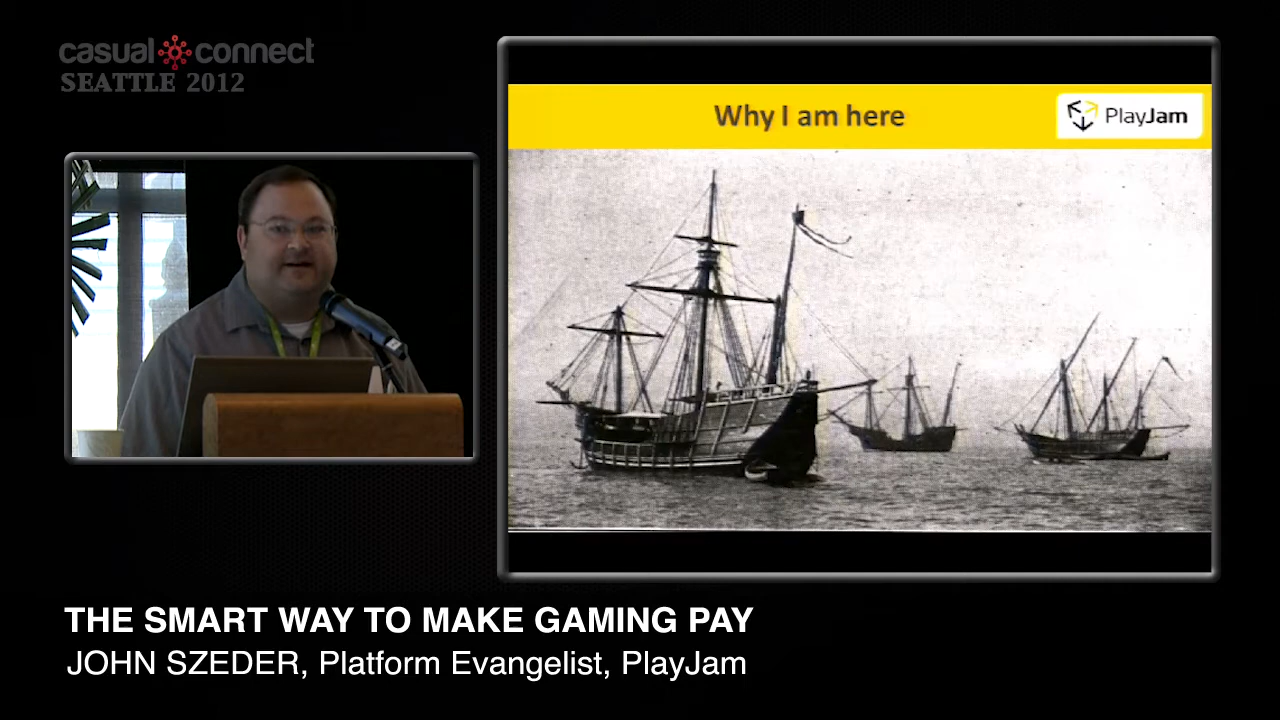 casual connect
SEATTLE 2012
Why I am here
PlayJam
THE SMART WAY TO MAKE GAMING PAY
JOHN SZEDER, Platform Evangelist, PlayJam